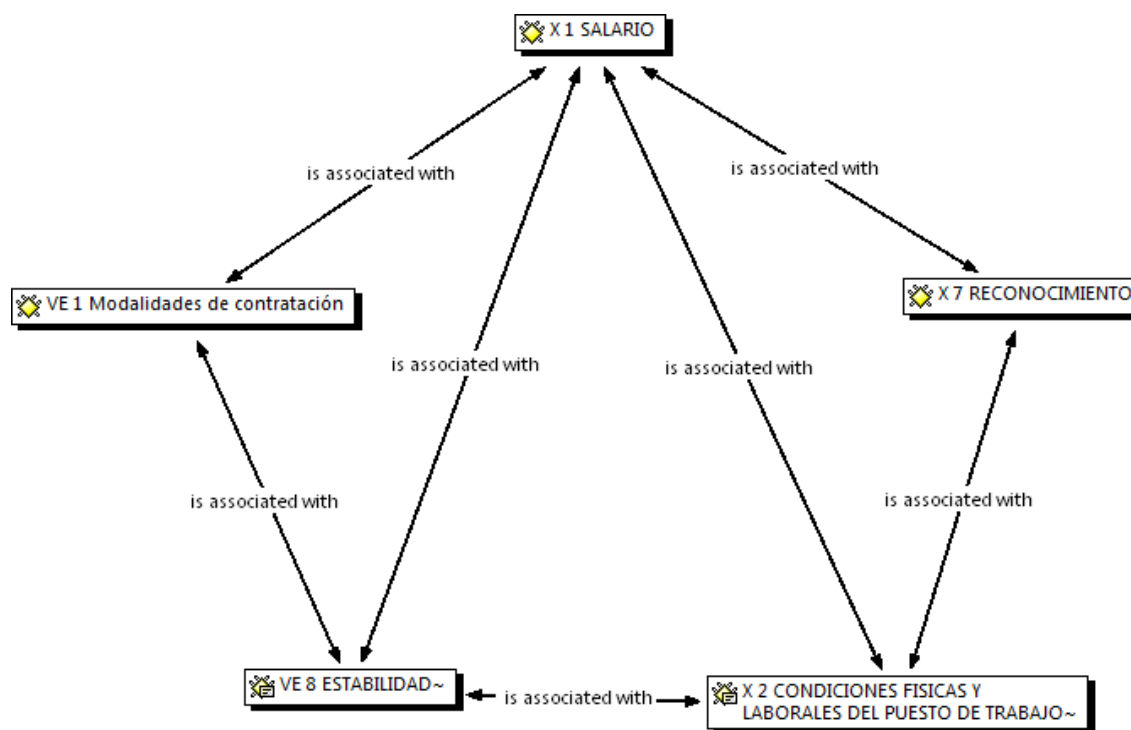 X 1 SALARIO
is associated with
is associated with
VE 1 Modalidades de contratación
X 7 RECONOCIMIENTO
is associated with
is associated with
is associated with
is associated with
VE 8 ESTABILIDAD~
is associated with
X 2 CONDICIONES FISICAS Y
LABORALES DEL PUESTO DE TRABAJO~